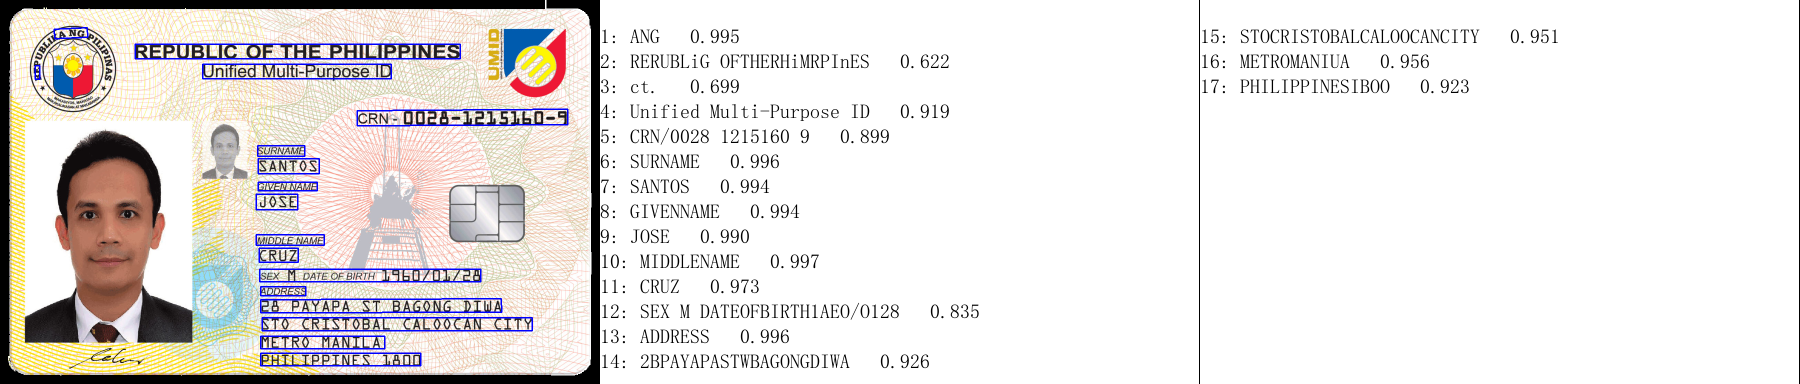 REPUBLIKA NG PILIPINAS
REPUBLIC OF THE PHILIPPINES
Unified Multi-Purpose ID
UMID
CRN - 0028-1215160-9
SURNAME
SANTOS
GIVEN NAME
JOSE
MIDDLE NAME
CRUZ
SEX M DATE OF BIRTH 1960/01/28
ADDRESS
28 PAYAPA ST BAGONG DIWA
STO CRISTOBAL CALOOCAN CITY
METRO MANILA
PHILIPPINES 1800
1: ANG 0.995
2: RERUBLiG OFTHERHiMRPInES 0.622
3: ct. 0.699
4: Unified Multi-Purpose ID 0.919
5: CRN/0028 1215160 9 0.899
6: SURNAME 0.996
7: SANTOS 0.994
8: GIVENNAME 0.994
9: JOSE 0.990
10: MIDDLENAME 0.997
11: CRUZ 0.973
12: SEX M DATEOFBIRTH1AEO/O128 0.835
13: ADDRESS 0.996
14: 2BPAYAPASTWBAGONGDIWA 0.926
15: STOCRISTOBALCALOOCANCITY 0.951
16: METROMANIUA 0.956
17: PHILIPPINESIBOO 0.923